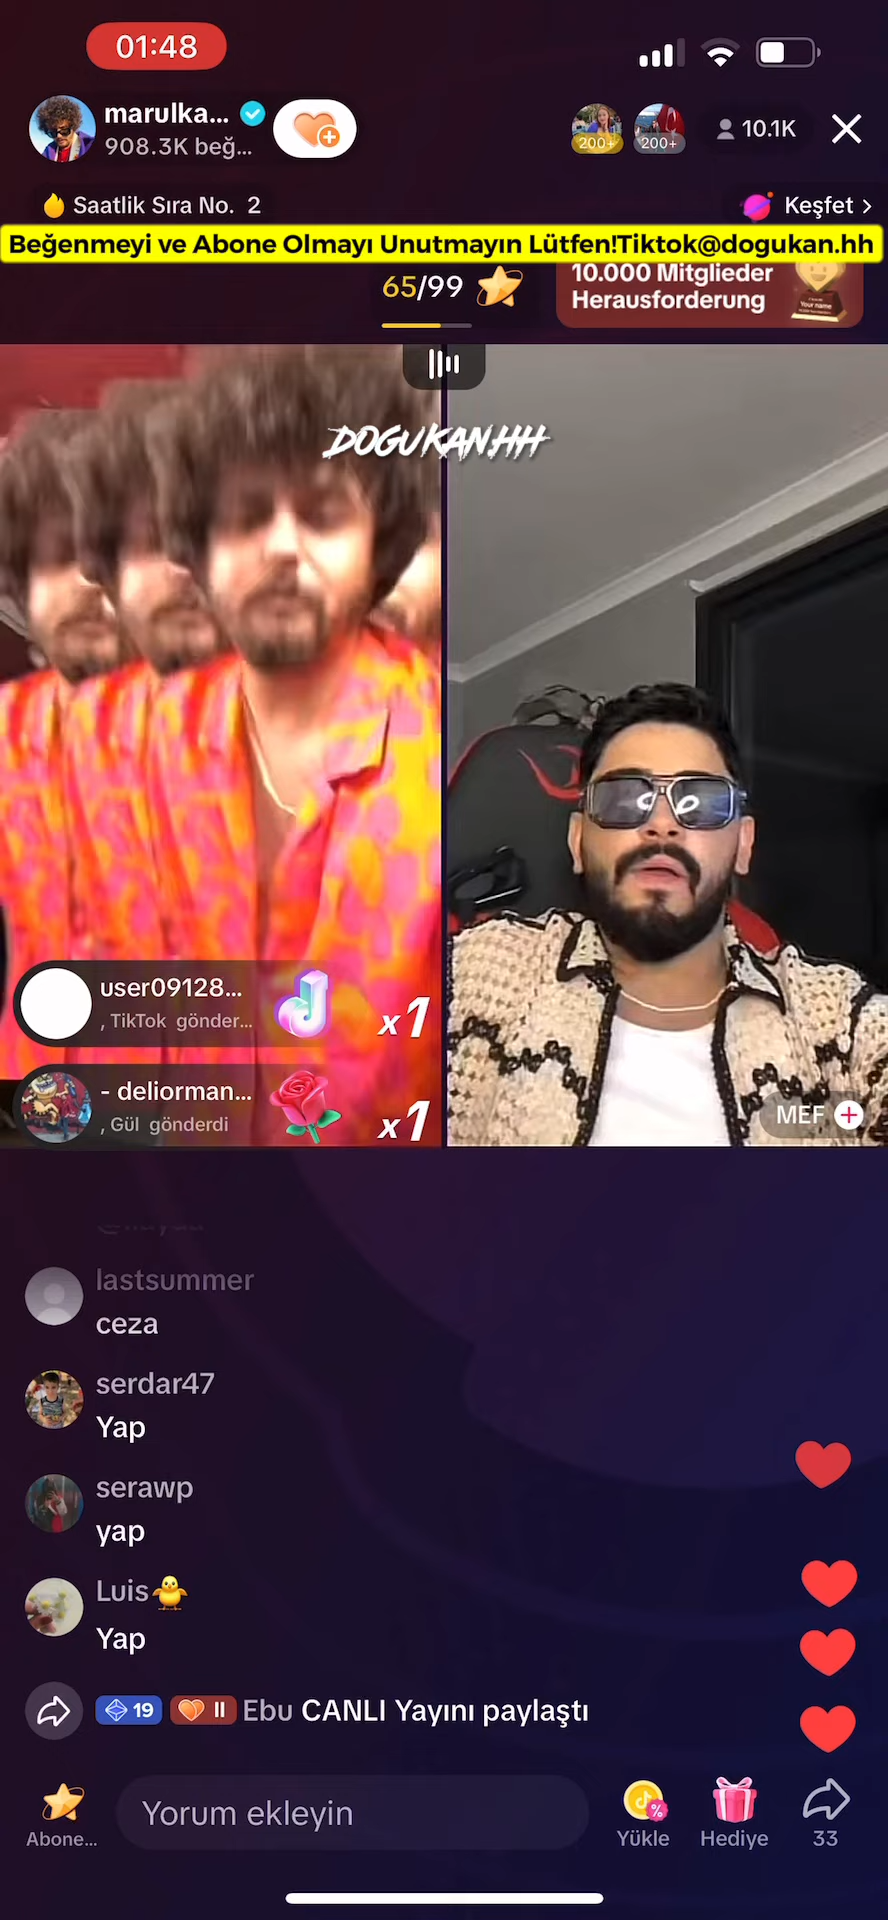 01:48
marulka...
908.3K beğ...
200+
200+
10.1K
Saatlik Sıra No. 2
Keşfet >
Beğenmeyi ve Abone Olmayı Unutmayın Lütfen!Tiktok@dogukan.hh
65/99
10.000 Mitglieder
Herausforderung
Your name
DOGUKAN.HH
user09128...
, TikTok gönder...
x1
- deliorman...
, Gül gönderdi
x1
MEF +
lastsummer
ceza
serdar47
Yap
serawp
yap
Luis🐥
Yap
19 II Ebu CANLI Yayını paylaştı
Abone...
Yorum ekleyin
Yükle
Hediye
33